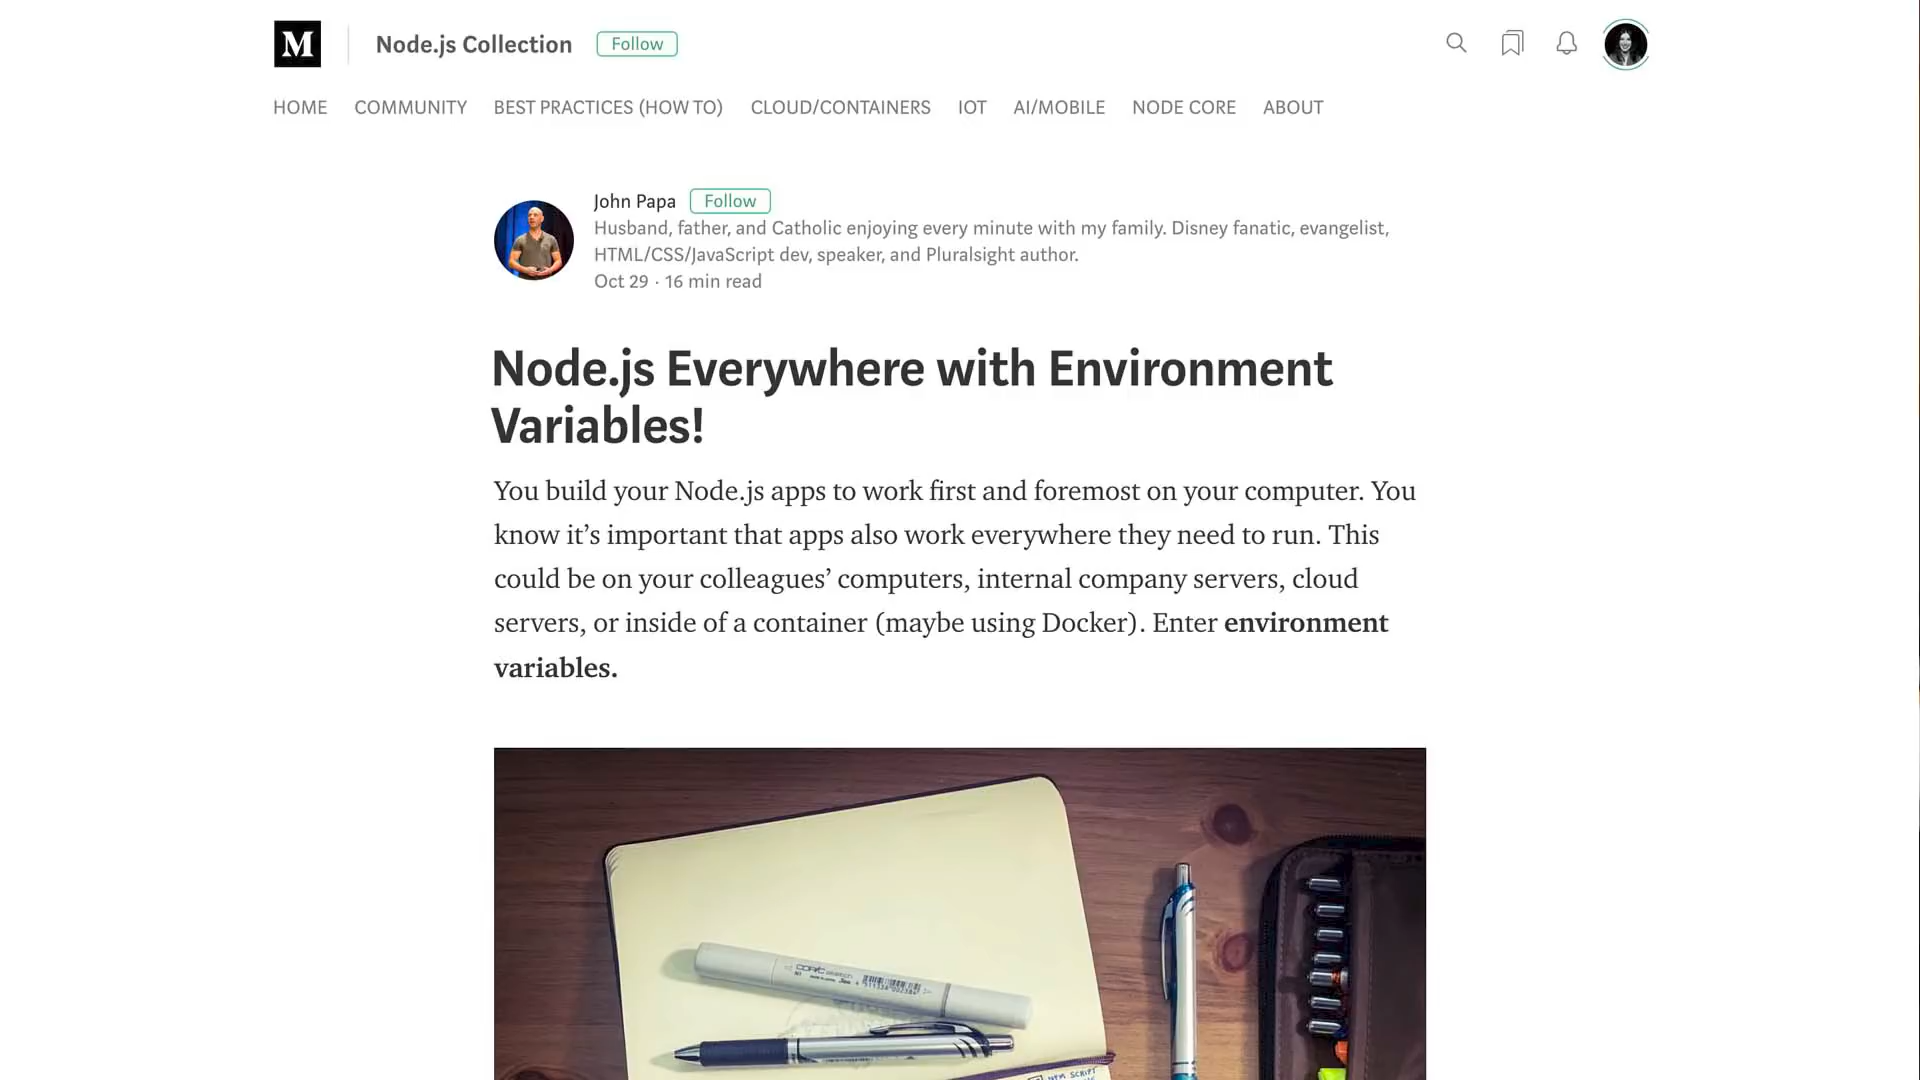 M
Node.js Collection
Follow
HOME
COMMUNITY
BEST PRACTICES (HOW TO)
CLOUD/CONTAINERS
IOT
AI/MOBILE
NODE CORE
ABOUT
John Papa
Follow
Husband, father, and Catholic enjoying every minute with my family. Disney fanatic, evangelist,
HTML/CSS/JavaScript dev, speaker, and Pluralsight author.
Oct 29 · 16 min read
Node.js Everywhere with Environment
Variables!
You build your Node.js apps to work first and foremost on your computer. You
know it’s important that apps also work everywhere they need to run. This
could be on your colleagues’ computers, internal company servers, cloud
servers, or inside of a container (maybe using Docker). Enter environment
variables.
COPIC
SCRIPT